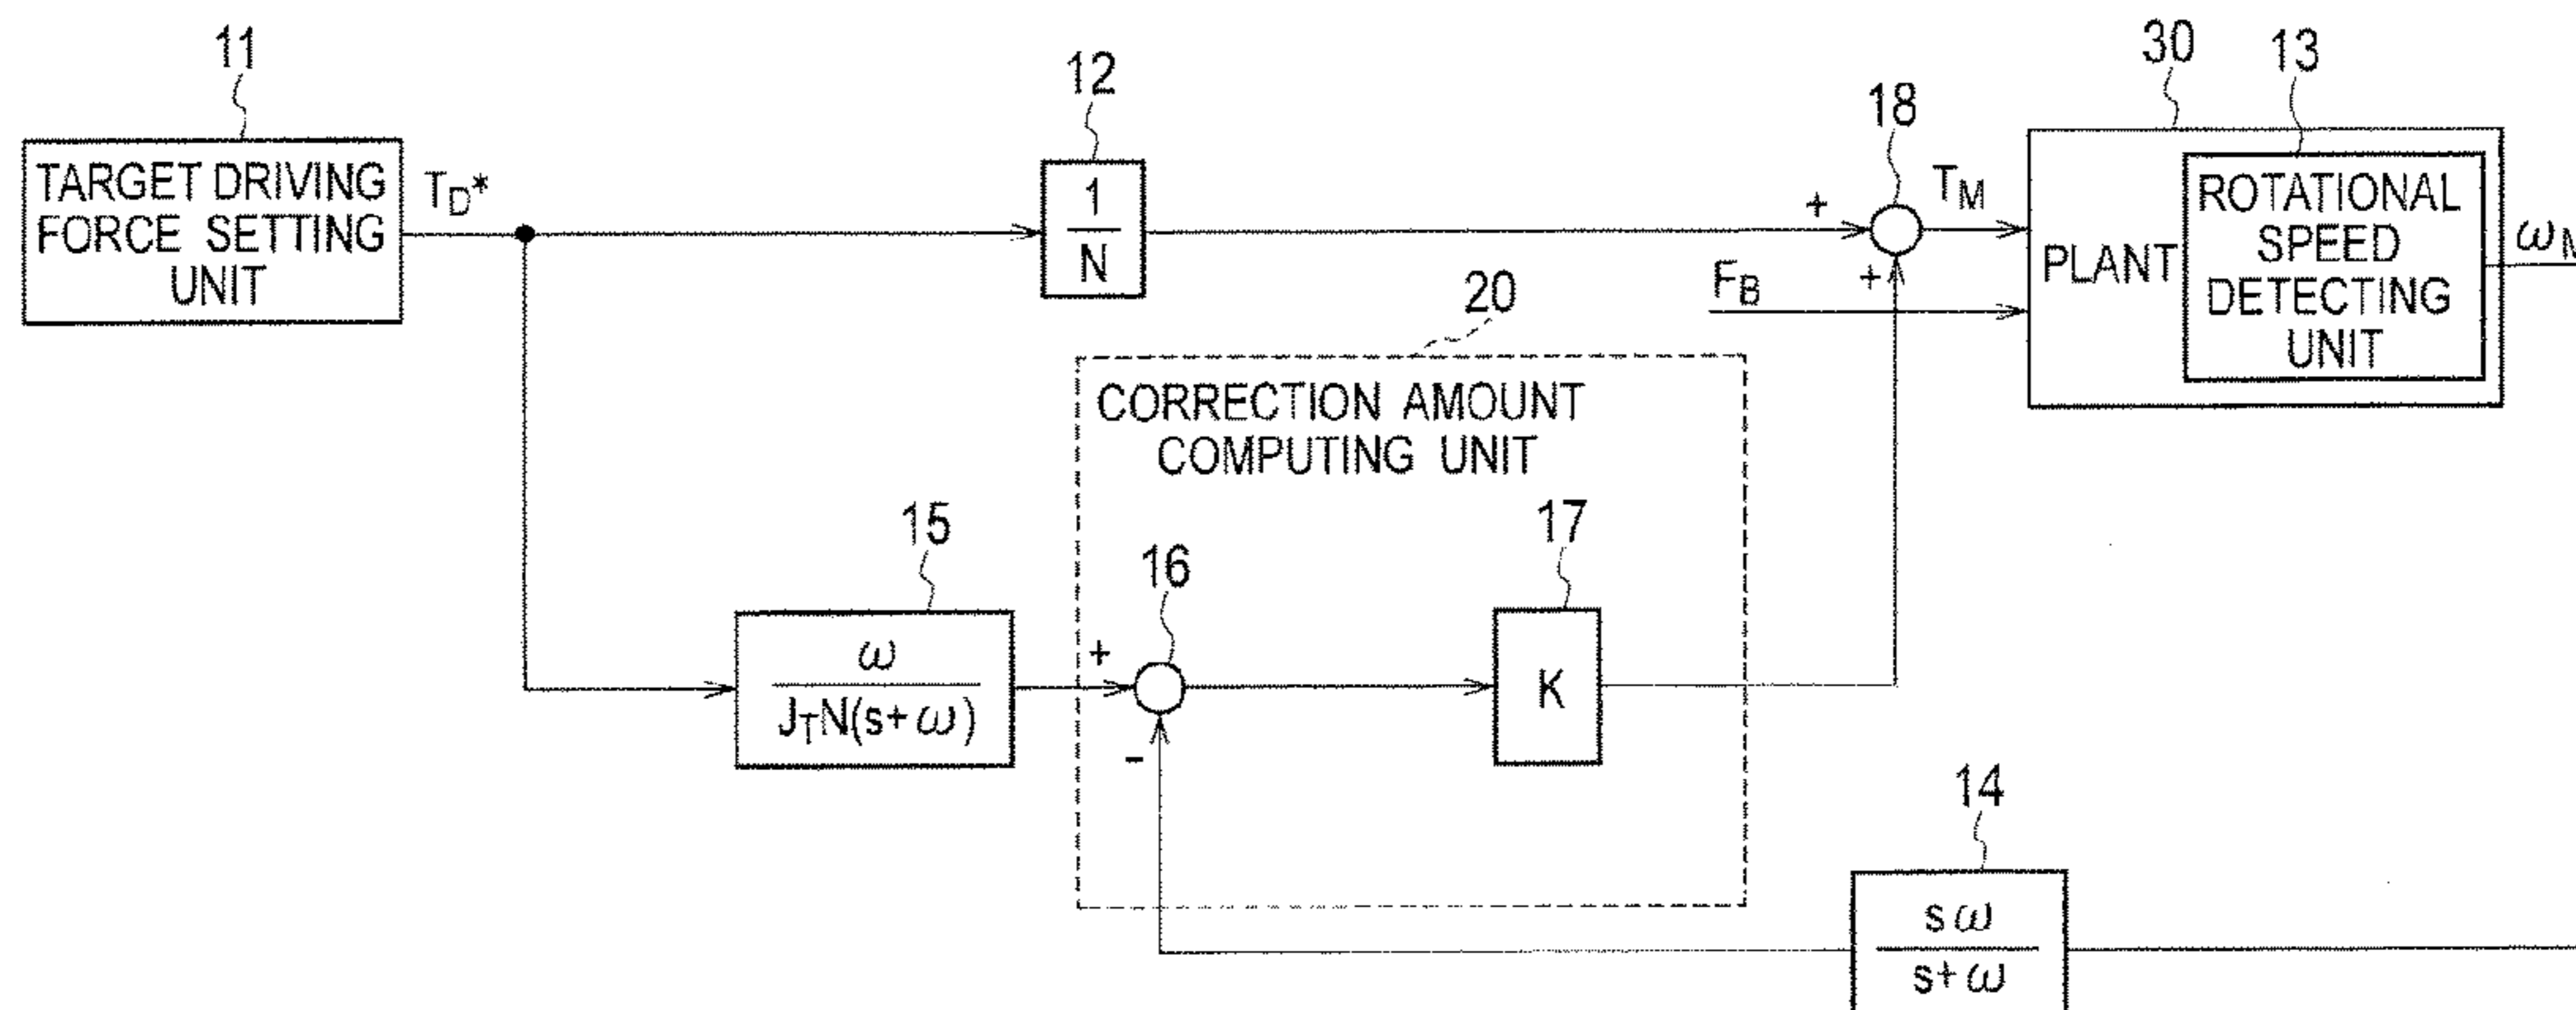 11
TARGET DRIVING
FORCE SETTING
UNIT
T_D*
12
1
N
18
+
+
T_M
F_B
30
PLANT
13
ROTATIONAL
SPEED
DETECTING
UNIT
ω_M
20
CORRECTION AMOUNT
COMPUTING UNIT
15
ω
J_TN(s+ω)
16
+
-
17
K
14
sω
s+ω